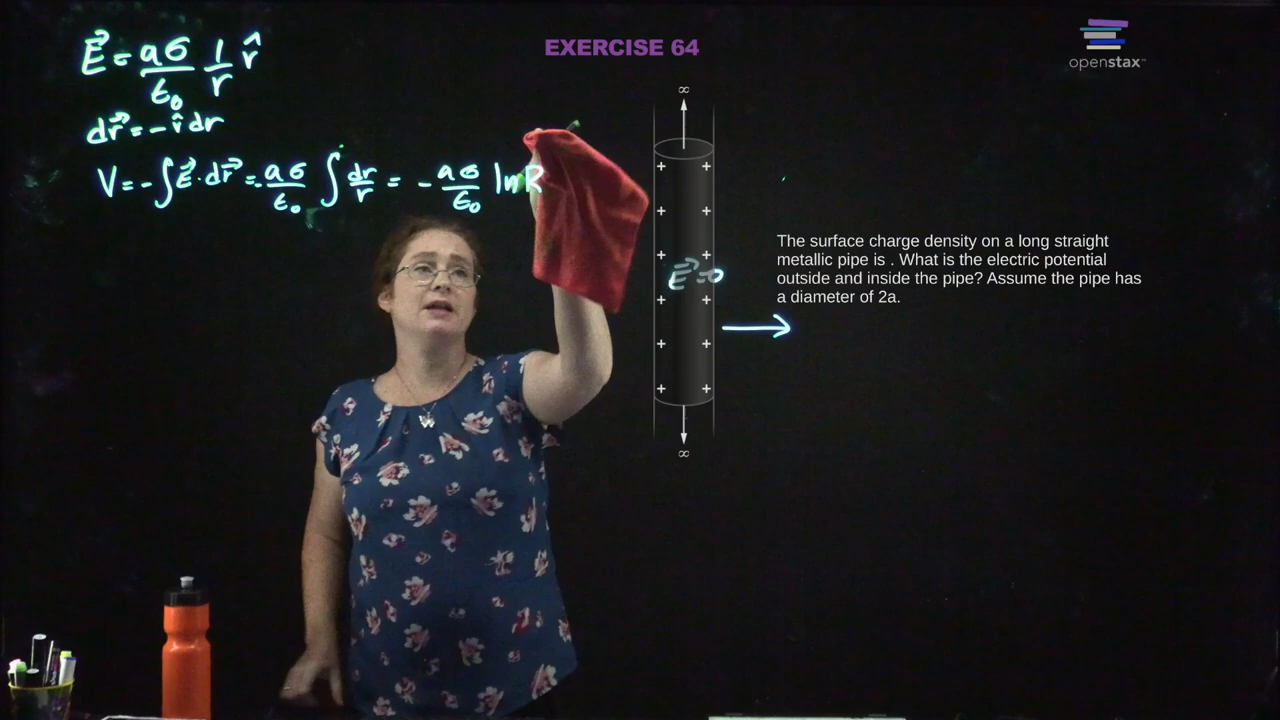 EXERCISE 64
openstax™
E⃗ = aσ/ε₀ 1/r r̂
dr⃗ = - r̂ dr
V = - ∫ E⃗ · dr⃗ = - aσ/ε₀ ∫ dr/r = - aσ/ε₀ ln R
∞
+ +
+ +
+ +
E⃗ = 0
+ +
+ +
+ +
∞
The surface charge density on a long straight
metallic pipe is . What is the electric potential
outside and inside the pipe? Assume the pipe has
a diameter of 2a.